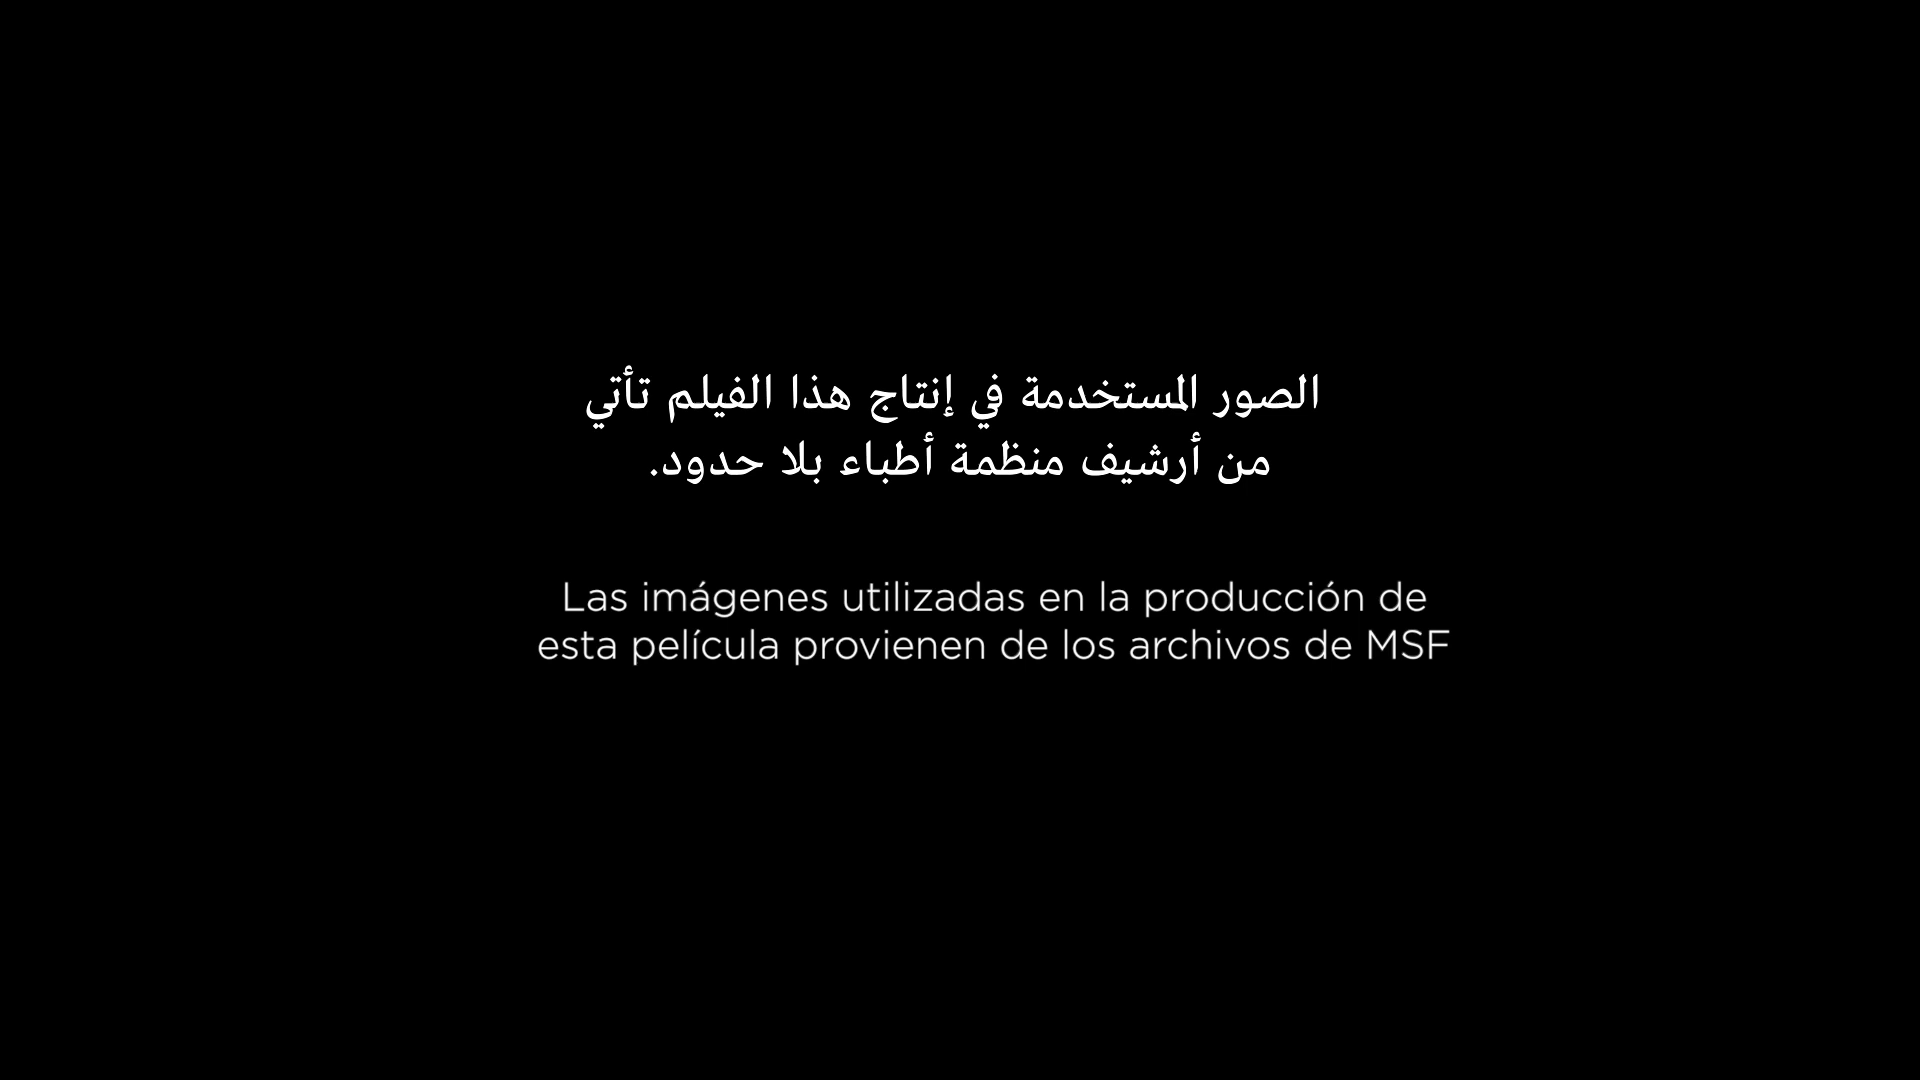 الصور المستخدمة في إنتاج هذا الفيلم تأتي
من أرشيف منظمة أطباء بلا حدود.
Las imágenes utilizadas en la producción de
esta película provienen de los archivos de MSF